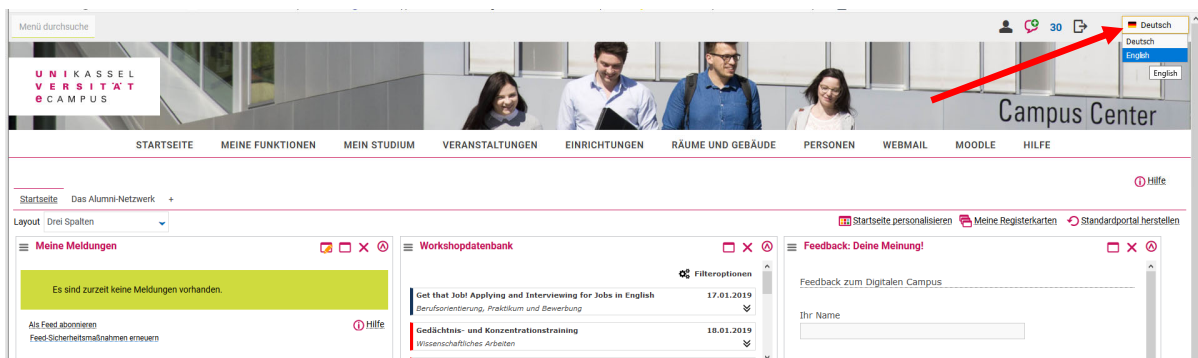 Menü durchsuche
30
Deutsch
Deutsch
English
English
UNIKASSEL
VERSITÄT
eCAMPUS
Campus Center
STARTSEITE MEINE FUNKTIONEN MEIN STUDIUM VERANSTALTUNGEN EINRICHTUNGEN RÄUME UND GEBÄUDE PERSONEN WEBMAIL MOODLE HILFE
Hilfe
Startseite Das Alumni-Netzwerk +
Layout Drei Spalten
Startseite personalisieren Meine Registerkarten Standardportal herstellen
Meine Meldungen
Es sind zurzeit keine Meldungen vorhanden.
Als Feed abonnieren
Hilfe
Feed-Sicherheitsmaßnahmen erneuern
Workshopdatenbank
Filteroptionen
Get that Job! Applying and Interviewing for Jobs in English 17.01.2019
Berufsorientierung, Praktikum und Bewerbung
Gedächtnis- und Konzentrationstraining 18.01.2019
Wissenschaftliches Arbeiten
Feedback: Deine Meinung!
Feedback zum Digitalen Campus
Ihr Name